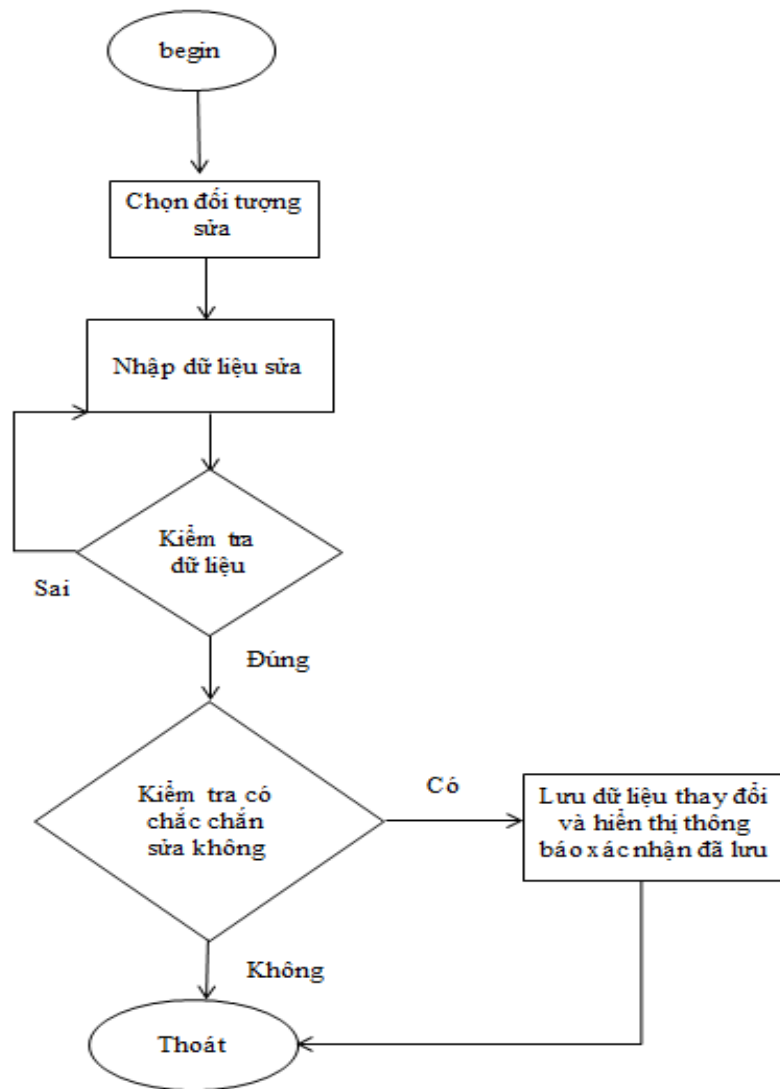 begin
Chọn đối tượng
sửa
Nhập dữ liệu sửa
Kiểm tra
dữ liệu
Sai
Đúng
Kiểm tra có
chắc chắn
sửa không
Có
Lưu dữ liệu thay đổi
và hiển thị thông
báo xác nhận đã lưu
Không
Thoát